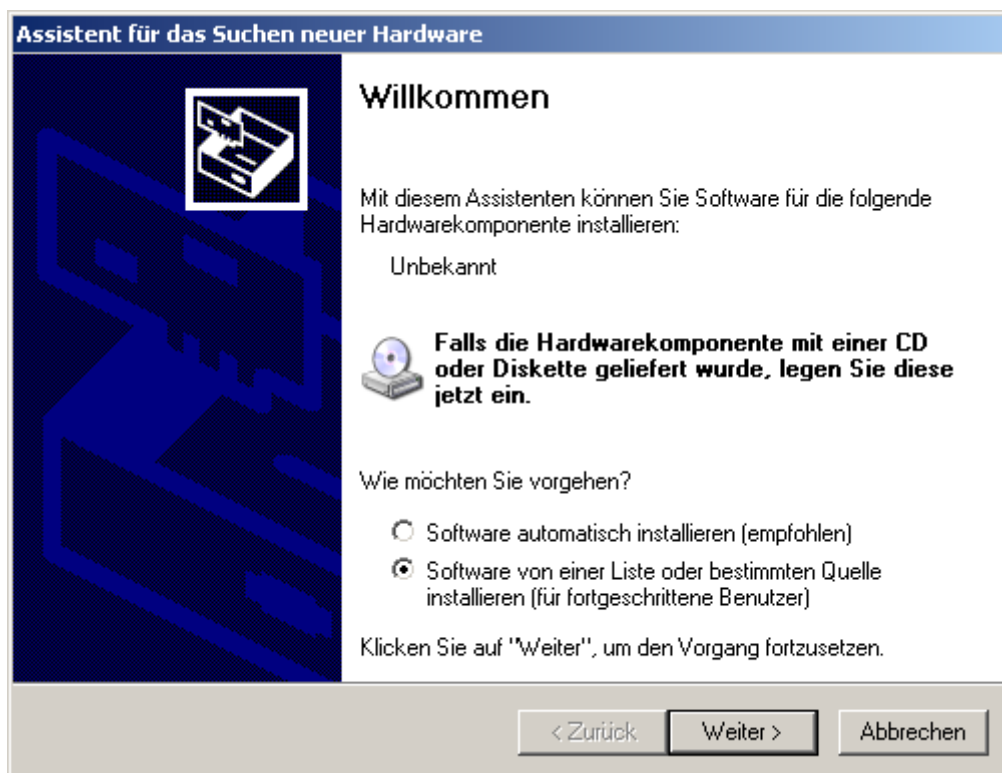 Assistent für das Suchen neuer Hardware
Willkommen
Mit diesem Assistenten können Sie Software für die folgende
Hardwarekomponente installieren:
Unbekannt
Falls die Hardwarekomponente mit einer CD
oder Diskette geliefert wurde, legen Sie diese
jetzt ein.
Wie möchten Sie vorgehen?
Software automatisch installieren (empfohlen)
Software von einer Liste oder bestimmten Quelle
installieren (für fortgeschrittene Benutzer)
Klicken Sie auf "Weiter", um den Vorgang fortzusetzen.
< Zurück Weiter > Abbrechen